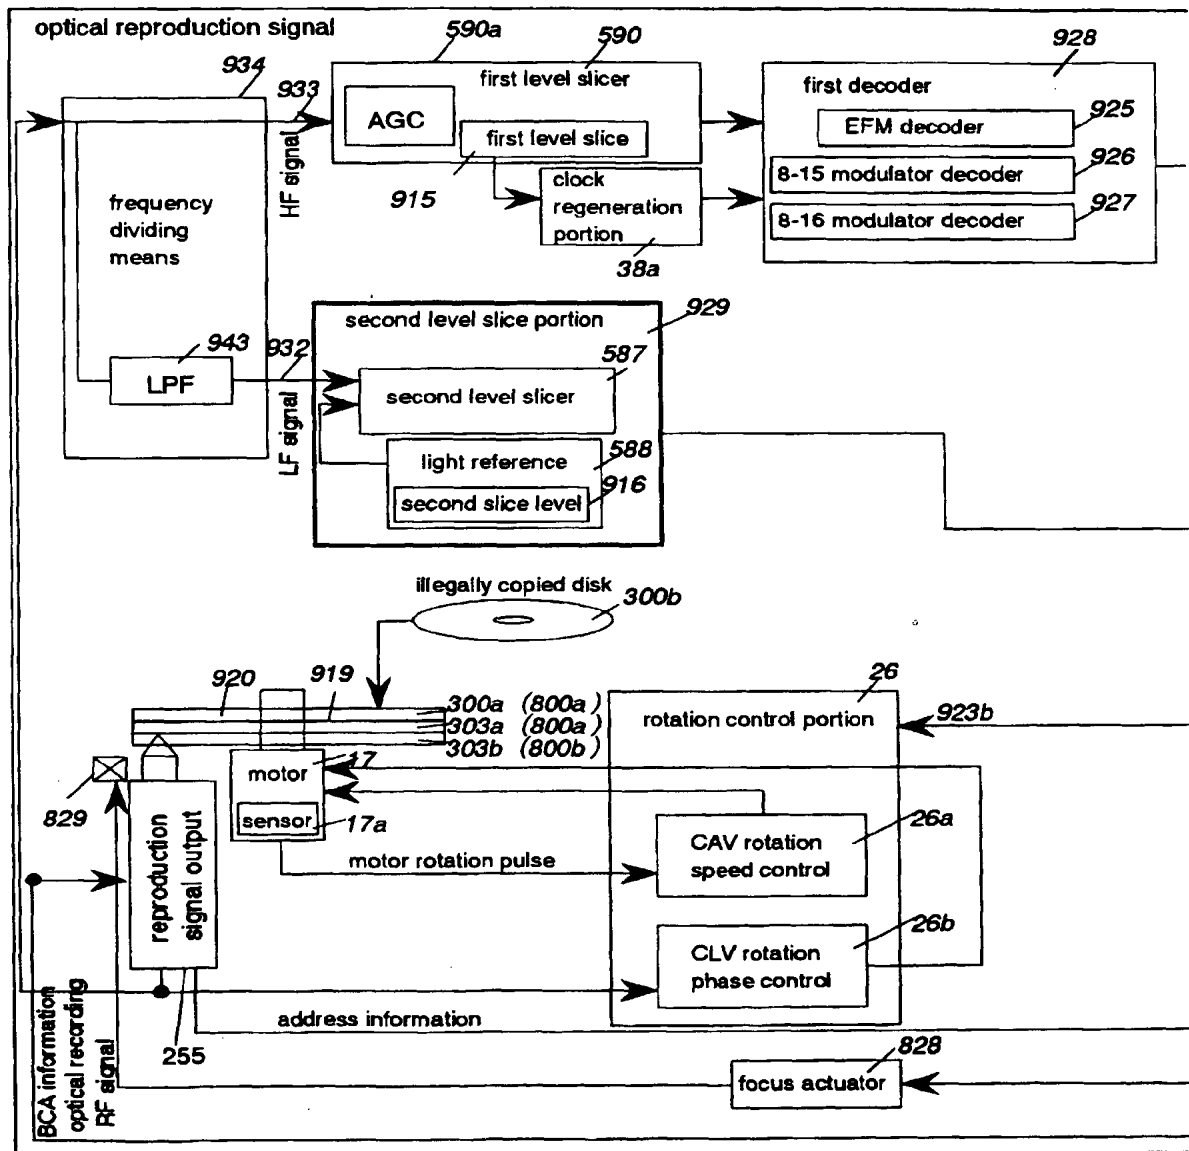 optical reproduction signal
590a
590
928
934
933
first level slicer
first decoder
AGC
EFM decoder
925
first level slice
HF signal
915
8-15 modulator decoder
926
clock
regeneration
portion
8-16 modulator decoder
927
frequency
dividing
means
38a
second level slice portion
929
943
932
LPF
587
second level slicer
LF signal
light reference
588
second slice level
916
illegally copied disk
300b
920
919
300a (800a)
303a (800a)
303b (800b)
26
rotation control portion
923b
motor
17
829
sensor
17a
26a
CAV rotation
speed control
motor rotation pulse
reproduction
signal output
26b
CLV rotation
phase control
address information
BCA information
optical recording
RF signal
255
828
focus actuator